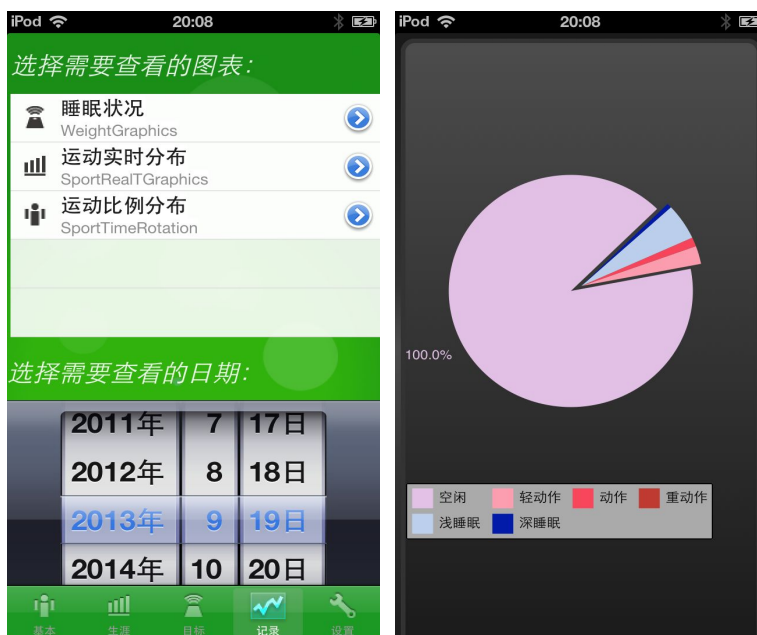 iPod 20:08
选择需要查看的图表:
睡眠状况
WeightGraphics
运动实时分布
SportRealTGraphics
运动比例分布
SportTimeRotation
选择需要查看的日期:
2011年 7 17日
2012年 8 18日
2013年 9 19日
2014年 10 20日
基本 生涯 目标 记录 设置
iPod 20:08
100.0%
空闲 轻动作 动作 重动作
浅睡眠 深睡眠